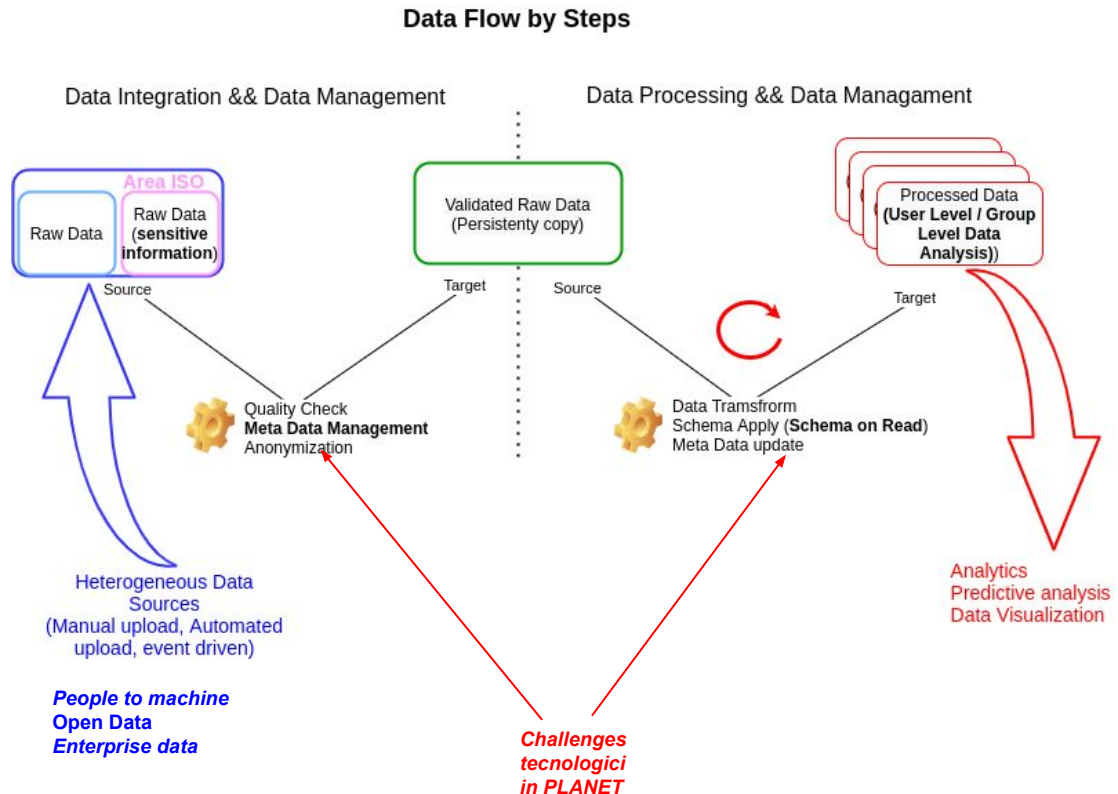 Data Flow by Steps
Data Integration && Data Management
Data Processing && Data Managament
Area ISO
Raw Data
Raw Data
(sensitive
information)
Validated Raw Data
(Persistenty copy)
Processed Data
(User Level / Group
Level Data
Analysis))
Source
Target
Source
Target
Quality Check
Meta Data Management
Anonymization
Data Tramsform
Schema Apply (Schema on Read)
Meta Data update
Heterogeneous Data
Sources
(Manual upload, Automated
upload, event driven)
Analytics
Predictive analysis
Data Visualization
People to machine
Open Data
Enterprise data
Challenges
tecnologici
in PLANET